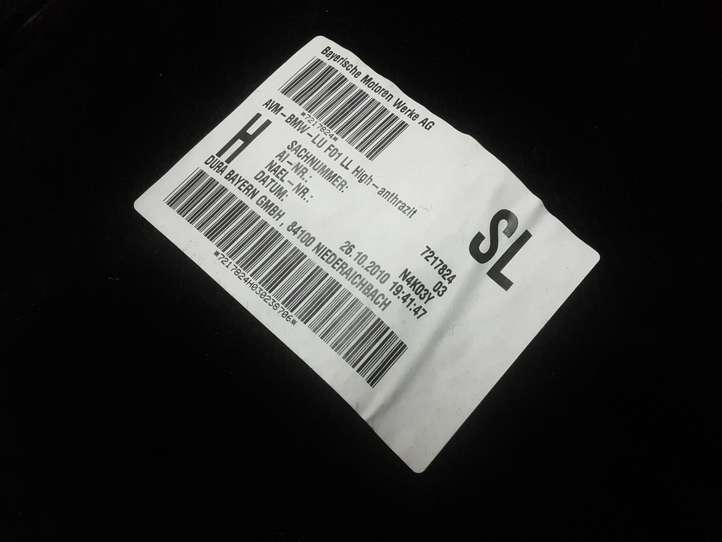 Bayerische Motoren Werke AG
*7217824*
AVM-BMW-LU F01 LL High-anthrazit
H
SL
SACHNUMMER: 7217824
AI-NR.: 03
NAEL-NR.: N4K03Y
DATUM: 26.10.2010 19:41:47
DURA BAYERN GMBH, 84100 NIEDERAICHBACH
*7217824H030238706*